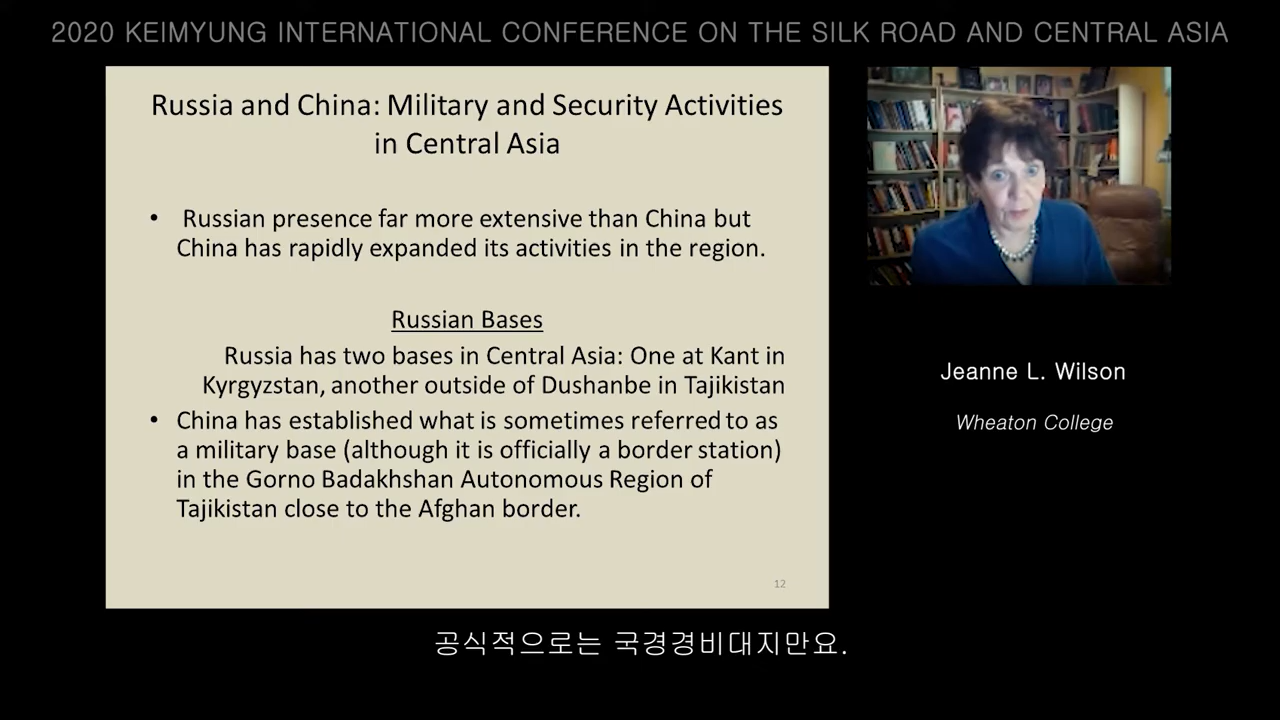 2020 KEIMYUNG INTERNATIONAL CONFERENCE ON THE SILK ROAD AND CENTRAL ASIA
Russia and China: Military and Security Activities
in Central Asia
• Russian presence far more extensive than China but
China has rapidly expanded its activities in the region.
Russian Bases
Russia has two bases in Central Asia: One at Kant in
Kyrgyzstan, another outside of Dushanbe in Tajikistan
• China has established what is sometimes referred to as
a military base (although it is officially a border station)
in the Gorno Badakhshan Autonomous Region of
Tajikistan close to the Afghan border.
12
Jeanne L. Wilson
Wheaton College
공식적으로는 국경경비대지만요.